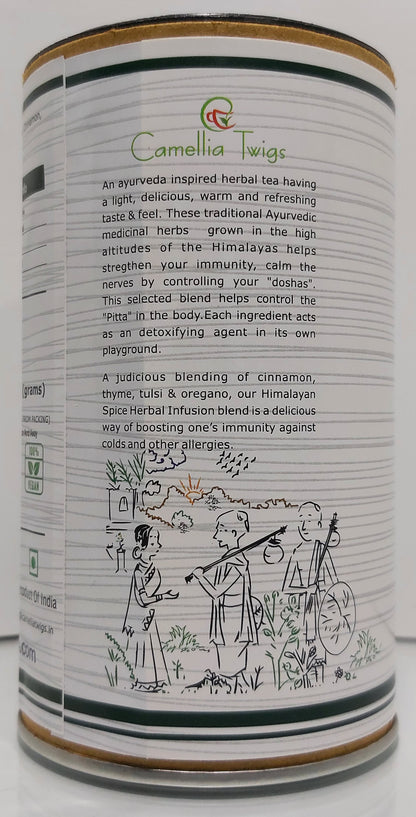 Camellia Twigs
An ayurveda inspired herbal tea having
a light, delicious, warm and refreshing
taste & feel. These traditional Ayurvedic
medicinal herbs grown in the high
altitudes of the Himalayas helps
stregthen your immunity, calm the
nerves by controlling your "doshas".
This selected blend helps control the
"Pitta" in the body.Each ingredient acts
as an detoxifying agent in its own
playground.
A judicious blending of cinnamon,
thyme, tulsi & oregano, our Himalayan
Spice Herbal Infusion blend is a delicious
way of boosting one's immunity against
colds and other allergies.
cinnamon,
(grams)
FROM PACKING)
100%
VEGAN
Of India